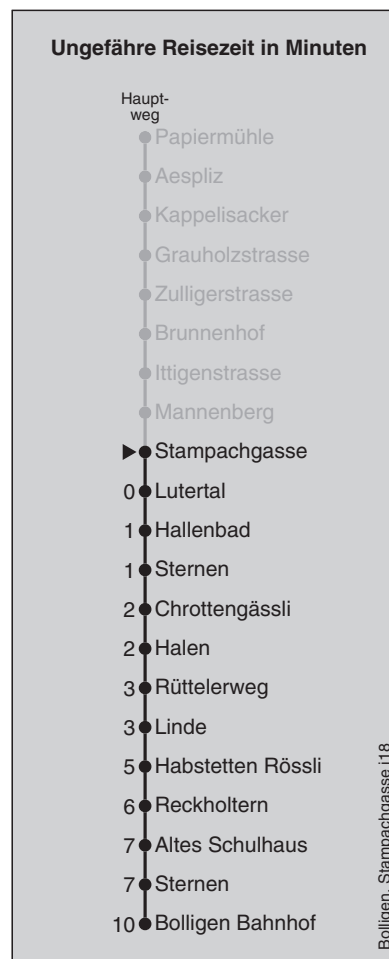 Ungefähre Reisezeit in Minuten
Haupt-
weg
Papiermühle
Aespliz
Kappelisacker
Grauholzstrasse
Zulligerstrasse
Brunnenhof
Ittigenstrasse
Mannenberg
Stampachgasse
0 Lutertal
1 Hallenbad
1 Sternen
2 Chrottengässli
2 Halen
3 Rüttelerweg
3 Linde
5 Habstetten Rössli
6 Reckholtern
7 Altes Schulhaus
7 Sternen
10 Bolligen Bahnhof
Bolligen, Stampachgasse j18